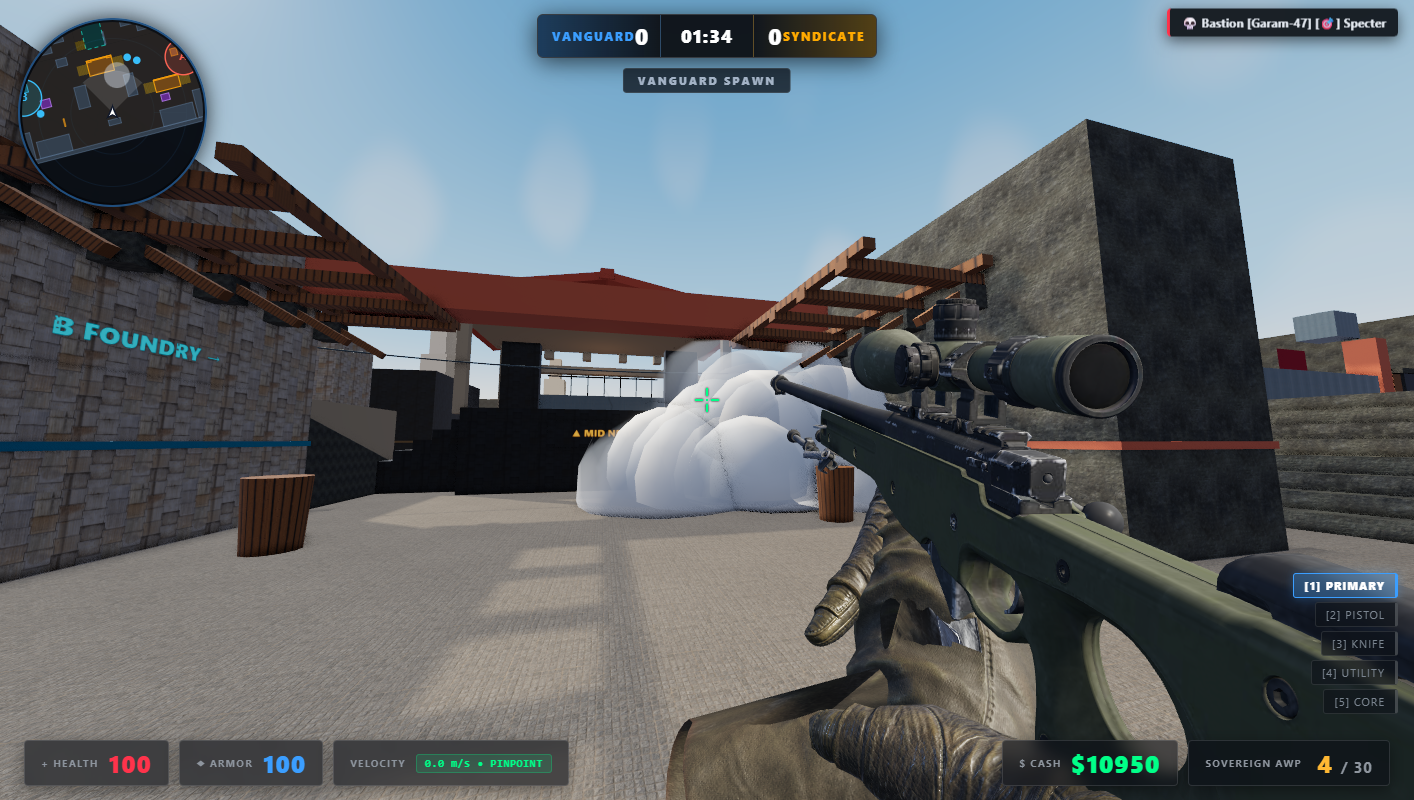 VANGUARD 0 01:34 0 SYNDICATE
VANGUARD SPAWN
Bastion [Garam-47] [🎯] Specter
B FOUNDRY →
▲ MID
[1] PRIMARY
[2] PISTOL
[3] KNIFE
[4] UTILITY
[5] CORE
+ HEALTH 100
ARMOR 100
VELOCITY 0.0 m/s • PINPOINT
$ CASH $10950
SOVEREIGN AWP 4 / 30